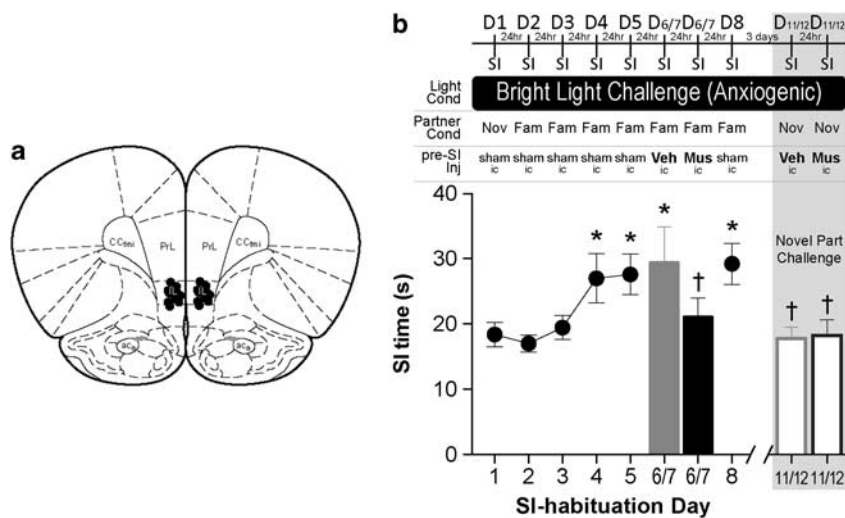 a
CCfmi PrL PrL CCfmi
IL IL
aca aca
b
D1 D2 D3 D4 D5 D6/7 D6/7 D8 D11/12 D11/12
24hr 24hr 24hr 24hr 24hr 24hr 24hr 3 days 24hr
SI SI SI SI SI SI SI SI SI SI
Light Cond Bright Light Challenge (Anxiogenic)
Partner Cond Nov Fam Fam Fam Fam Fam Fam Fam Nov Nov
pre-SI Inj sham sham sham sham sham Veh Mus sham Veh Mus
ic ic ic ic ic ic ic ic ic ic
40
30
20
10
0
SI time (s)
* * * *
†
Novel Part
Challenge
† †
1 2 3 4 5 6/7 6/7 8 11/12 11/12
SI-habituation Day